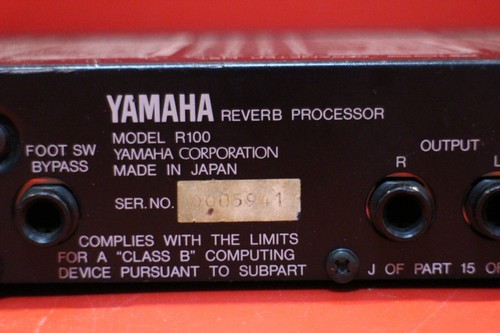 YAMAHA REVERB PROCESSOR
MODEL R100
YAMAHA CORPORATION
MADE IN JAPAN
SER. NO.
FOOT SW
BYPASS
OUTPUT
R
L
COMPLIES WITH THE LIMITS
FOR A "CLASS B" COMPUTING
DEVICE PURSUANT TO SUBPART
J OF PART 15